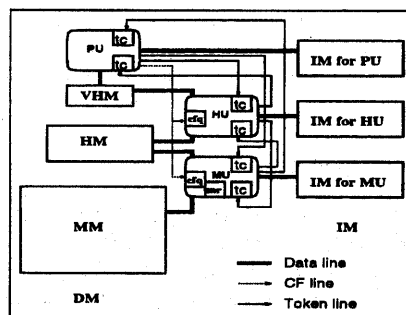 tc
PU
tc
IM for PU
VHM
tc
HU
cfq
tc
IM for HU
HM
tc
MU
cfq
tc
IM for MU
MM
IM
Data line
CF line
Token line
DM